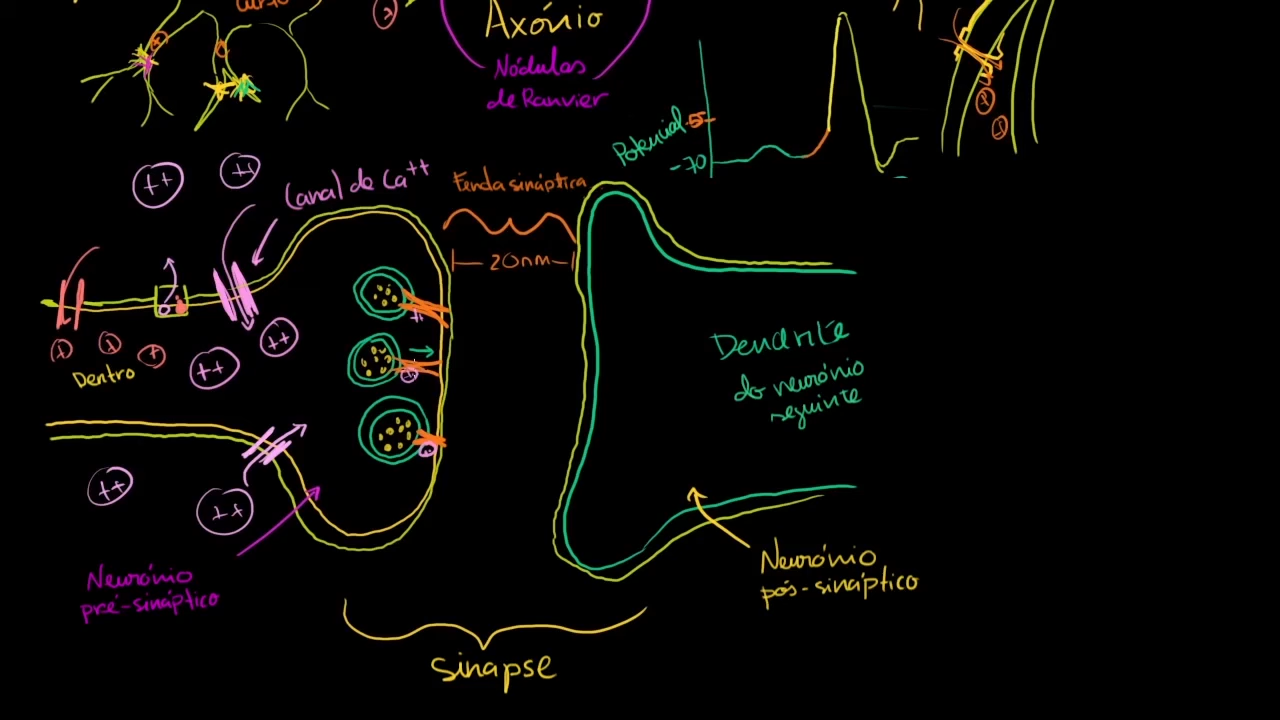 Axónio
Nódulos
de Ranvier
Potencial
-55
-70
Canal de Ca++
Fenda sináptica
20nm
++
++
++
++
++
++
+
+
+
Dentro
Dendrite
do neurónio
seguinte
Neurónio
pré-sináptico
Neurónio
pós-sináptico
Sinapse